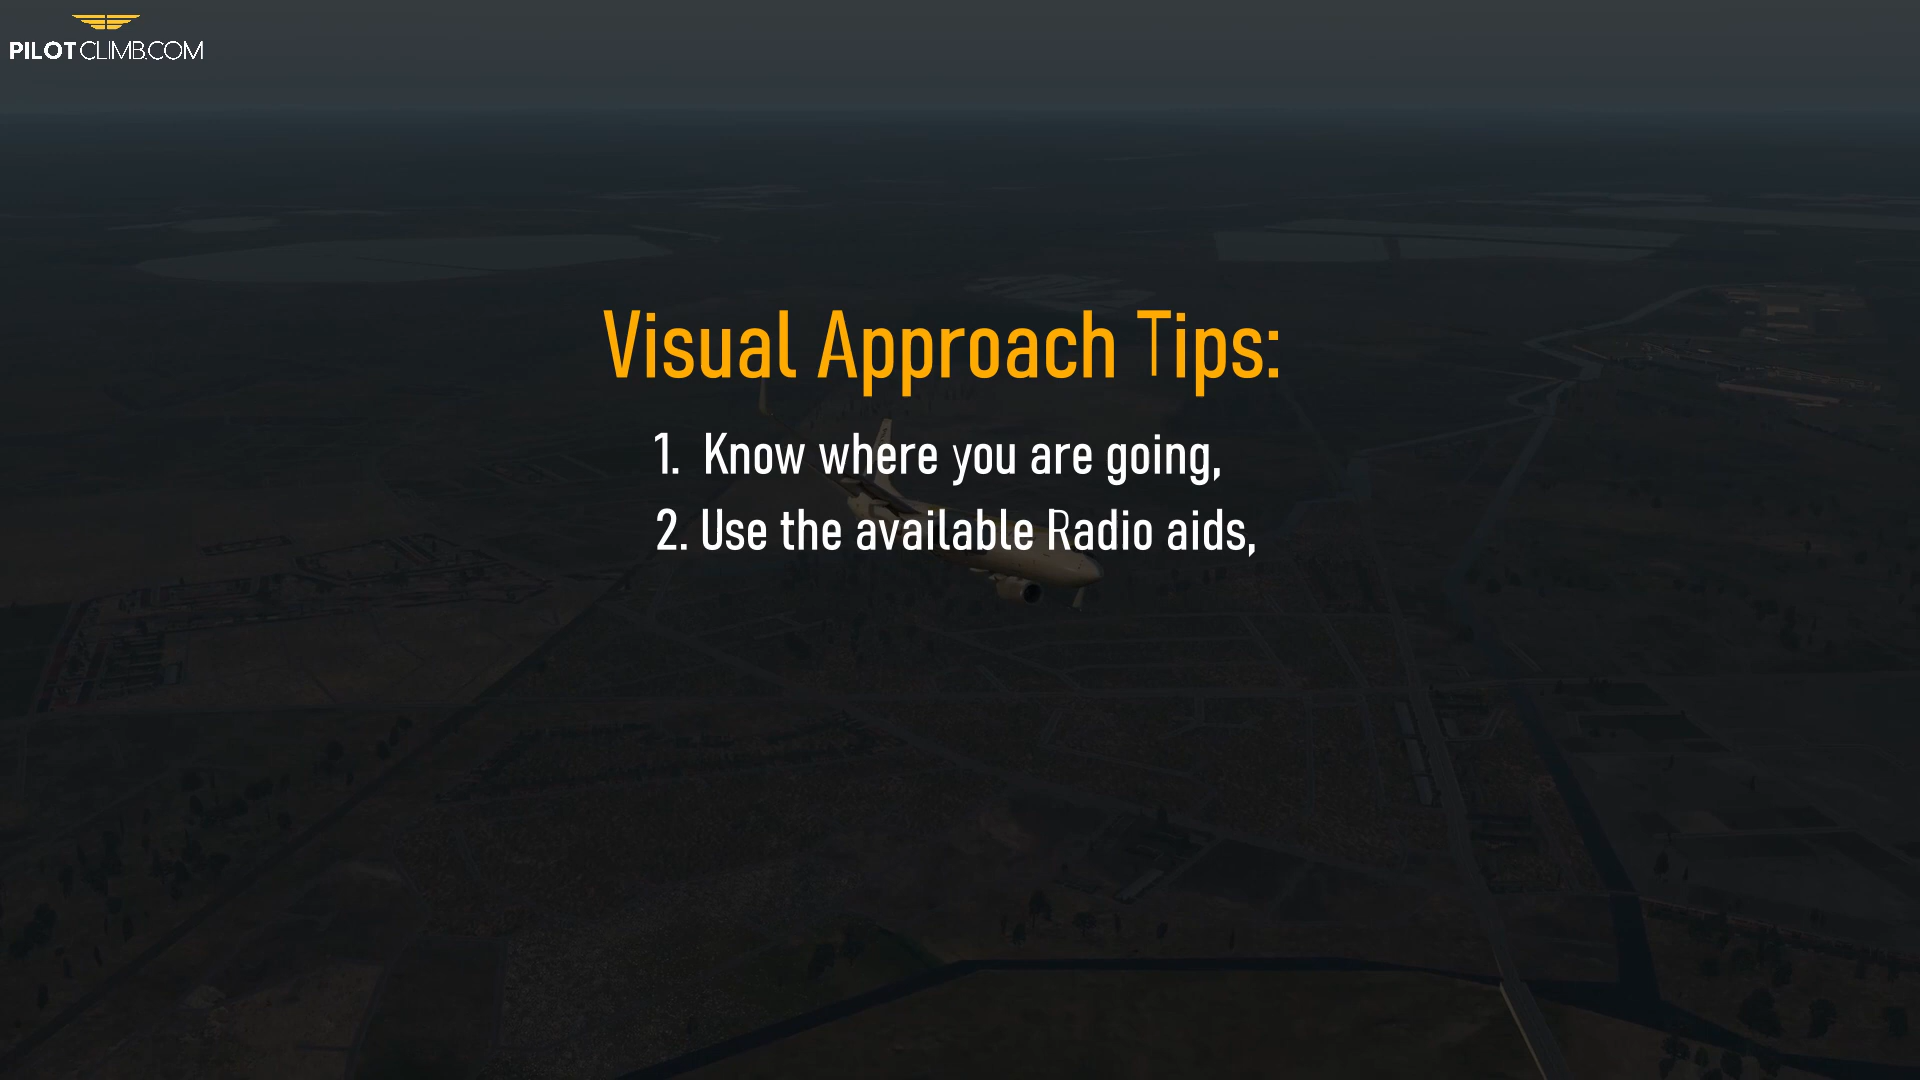 PILOTCLIMB.COM
Visual Approach Tips:
1. Know where you are going,
2. Use the available Radio aids,